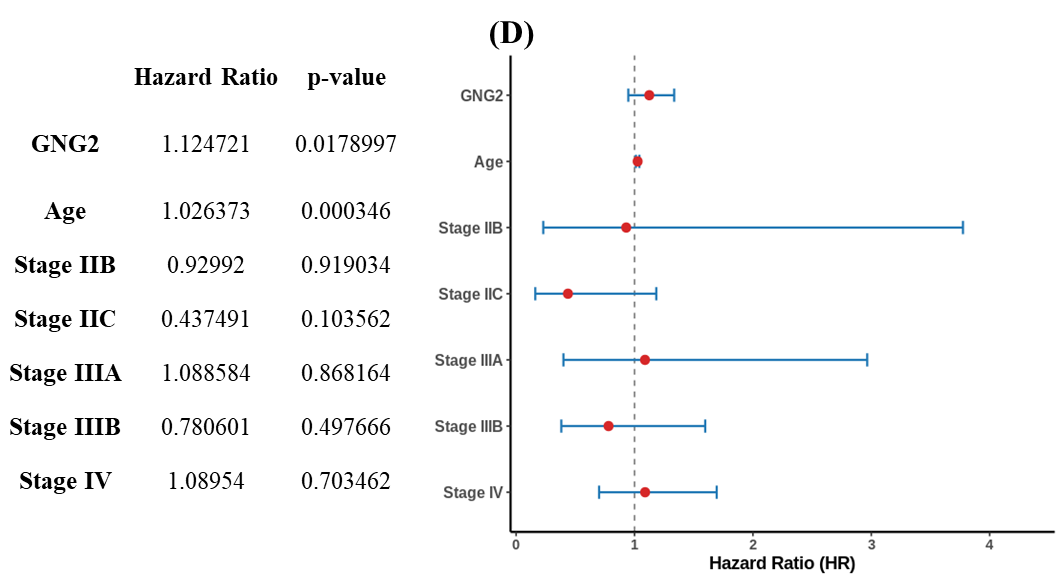 (D)
Hazard Ratio p-value
GNG2 1.124721 0.0178997
Age 1.026373 0.000346
Stage IIB 0.92992 0.919034
Stage IIC 0.437491 0.103562
Stage IIIA 1.088584 0.868164
Stage IIIB 0.780601 0.497666
Stage IV 1.08954 0.703462
GNG2
Age
Stage IIB
Stage IIC
Stage IIIA
Stage IIIB
Stage IV
0 1 2 3 4
Hazard Ratio (HR)